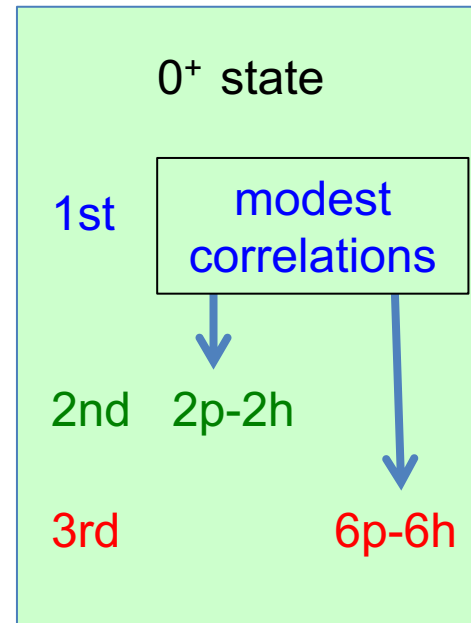 0⁺ state
1st modest
correlations
2nd 2p-2h
3rd 6p-6h